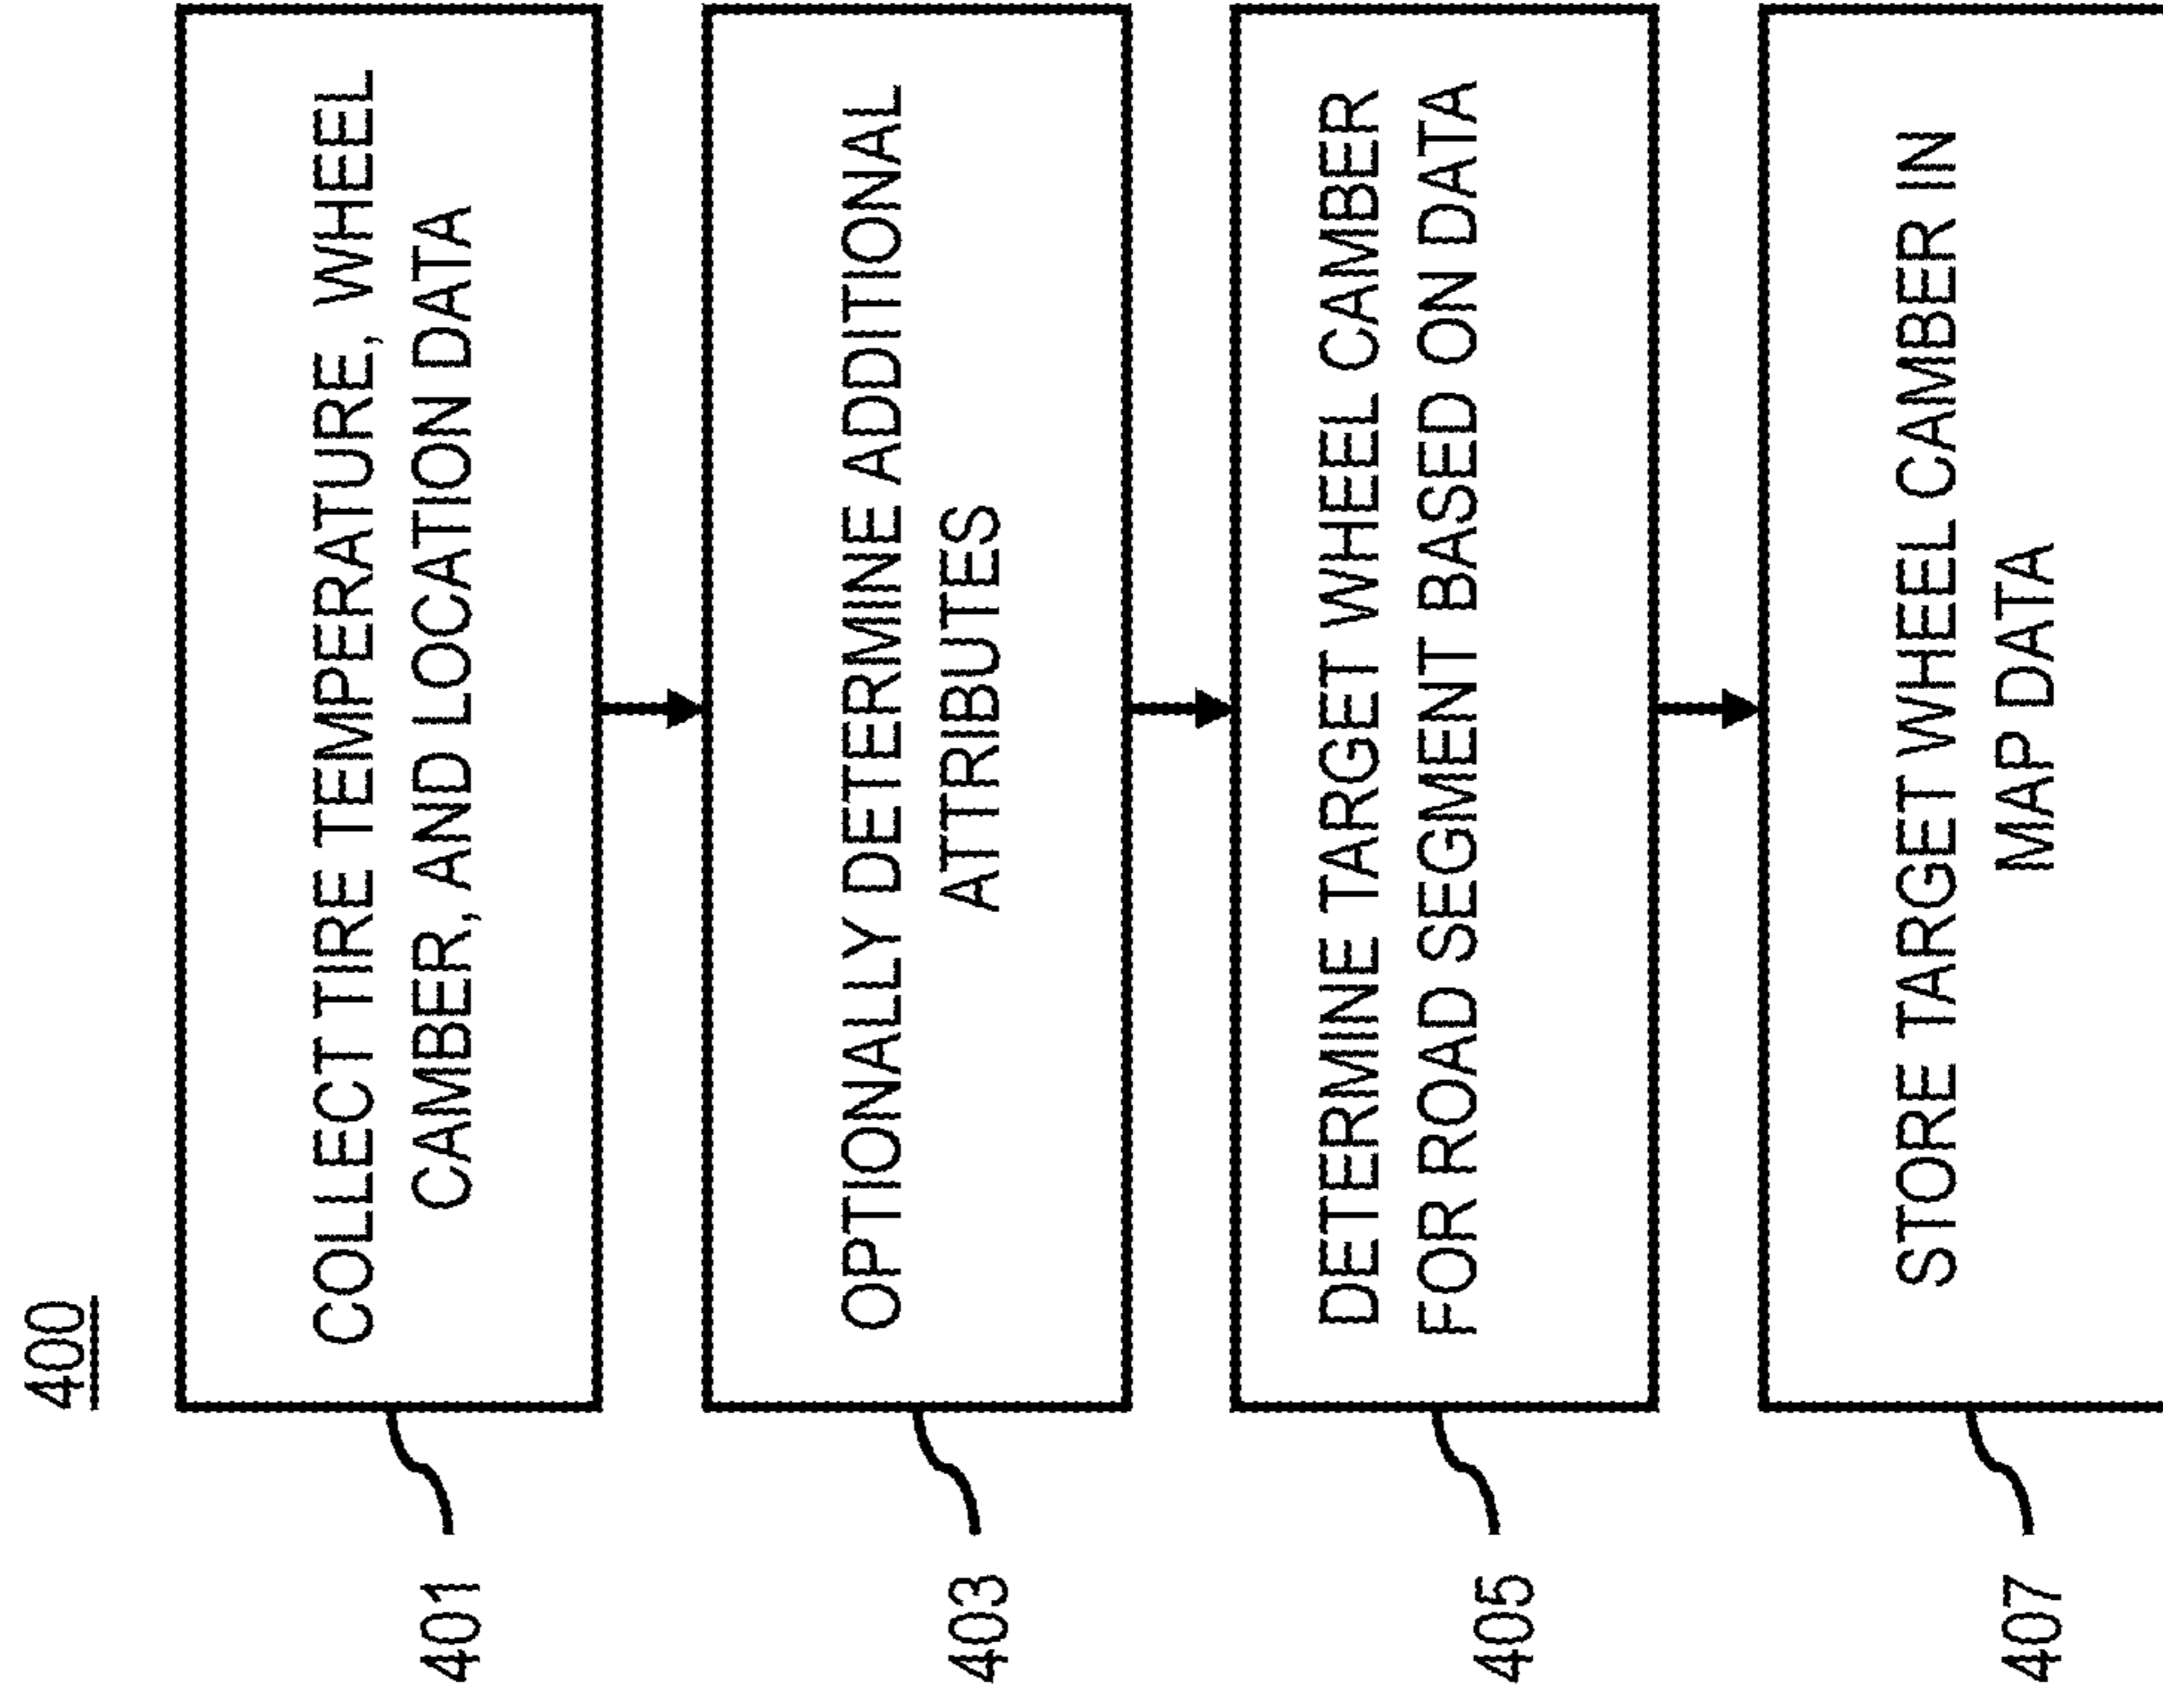 400
COLLECT TIRE TEMPERATURE, WHEEL
CAMBER, AND LOCATION DATA
401
OPTIONALLY DETERMINE ADDITIONAL
ATTRIBUTES
403
DETERMINE TARGET WHEEL CAMBER
FOR ROAD SEGMENT BASED ON DATA
405
STORE TARGET WHEEL CAMBER IN
MAP DATA
407